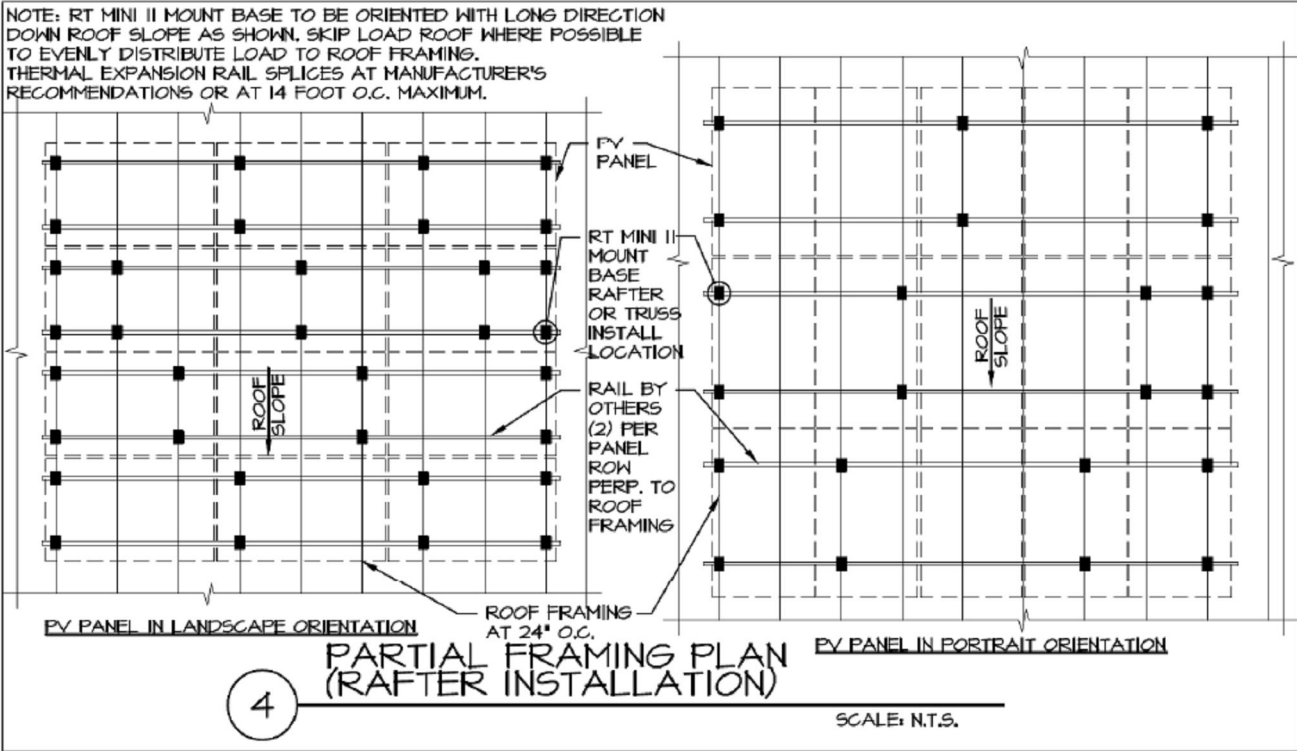 NOTE: RT MINI II MOUNT BASE TO BE ORIENTED WITH LONG DIRECTION
DOWN ROOF SLOPE AS SHOWN. SKIP LOAD ROOF WHERE POSSIBLE
TO EVENLY DISTRIBUTE LOAD TO ROOF FRAMING.
THERMAL EXPANSION RAIL SPLICES AT MANUFACTURER'S
RECOMMENDATIONS OR AT 14 FOOT O.C. MAXIMUM.
PV
PANEL
RT MINI II
MOUNT
BASE
RAFTER
OR TRUSS
INSTALL
LOCATION
ROOF
SLOPE
ROOF
SLOPE
RAIL BY
OTHERS
(2) PER
PANEL
ROW
PERP. TO
ROOF
FRAMING
ROOF FRAMING
AT 24" O.C.
PV PANEL IN LANDSCAPE ORIENTATION
PV PANEL IN PORTRAIT ORIENTATION
4
PARTIAL FRAMING PLAN
(RAFTER INSTALLATION)
SCALE: N.T.S.